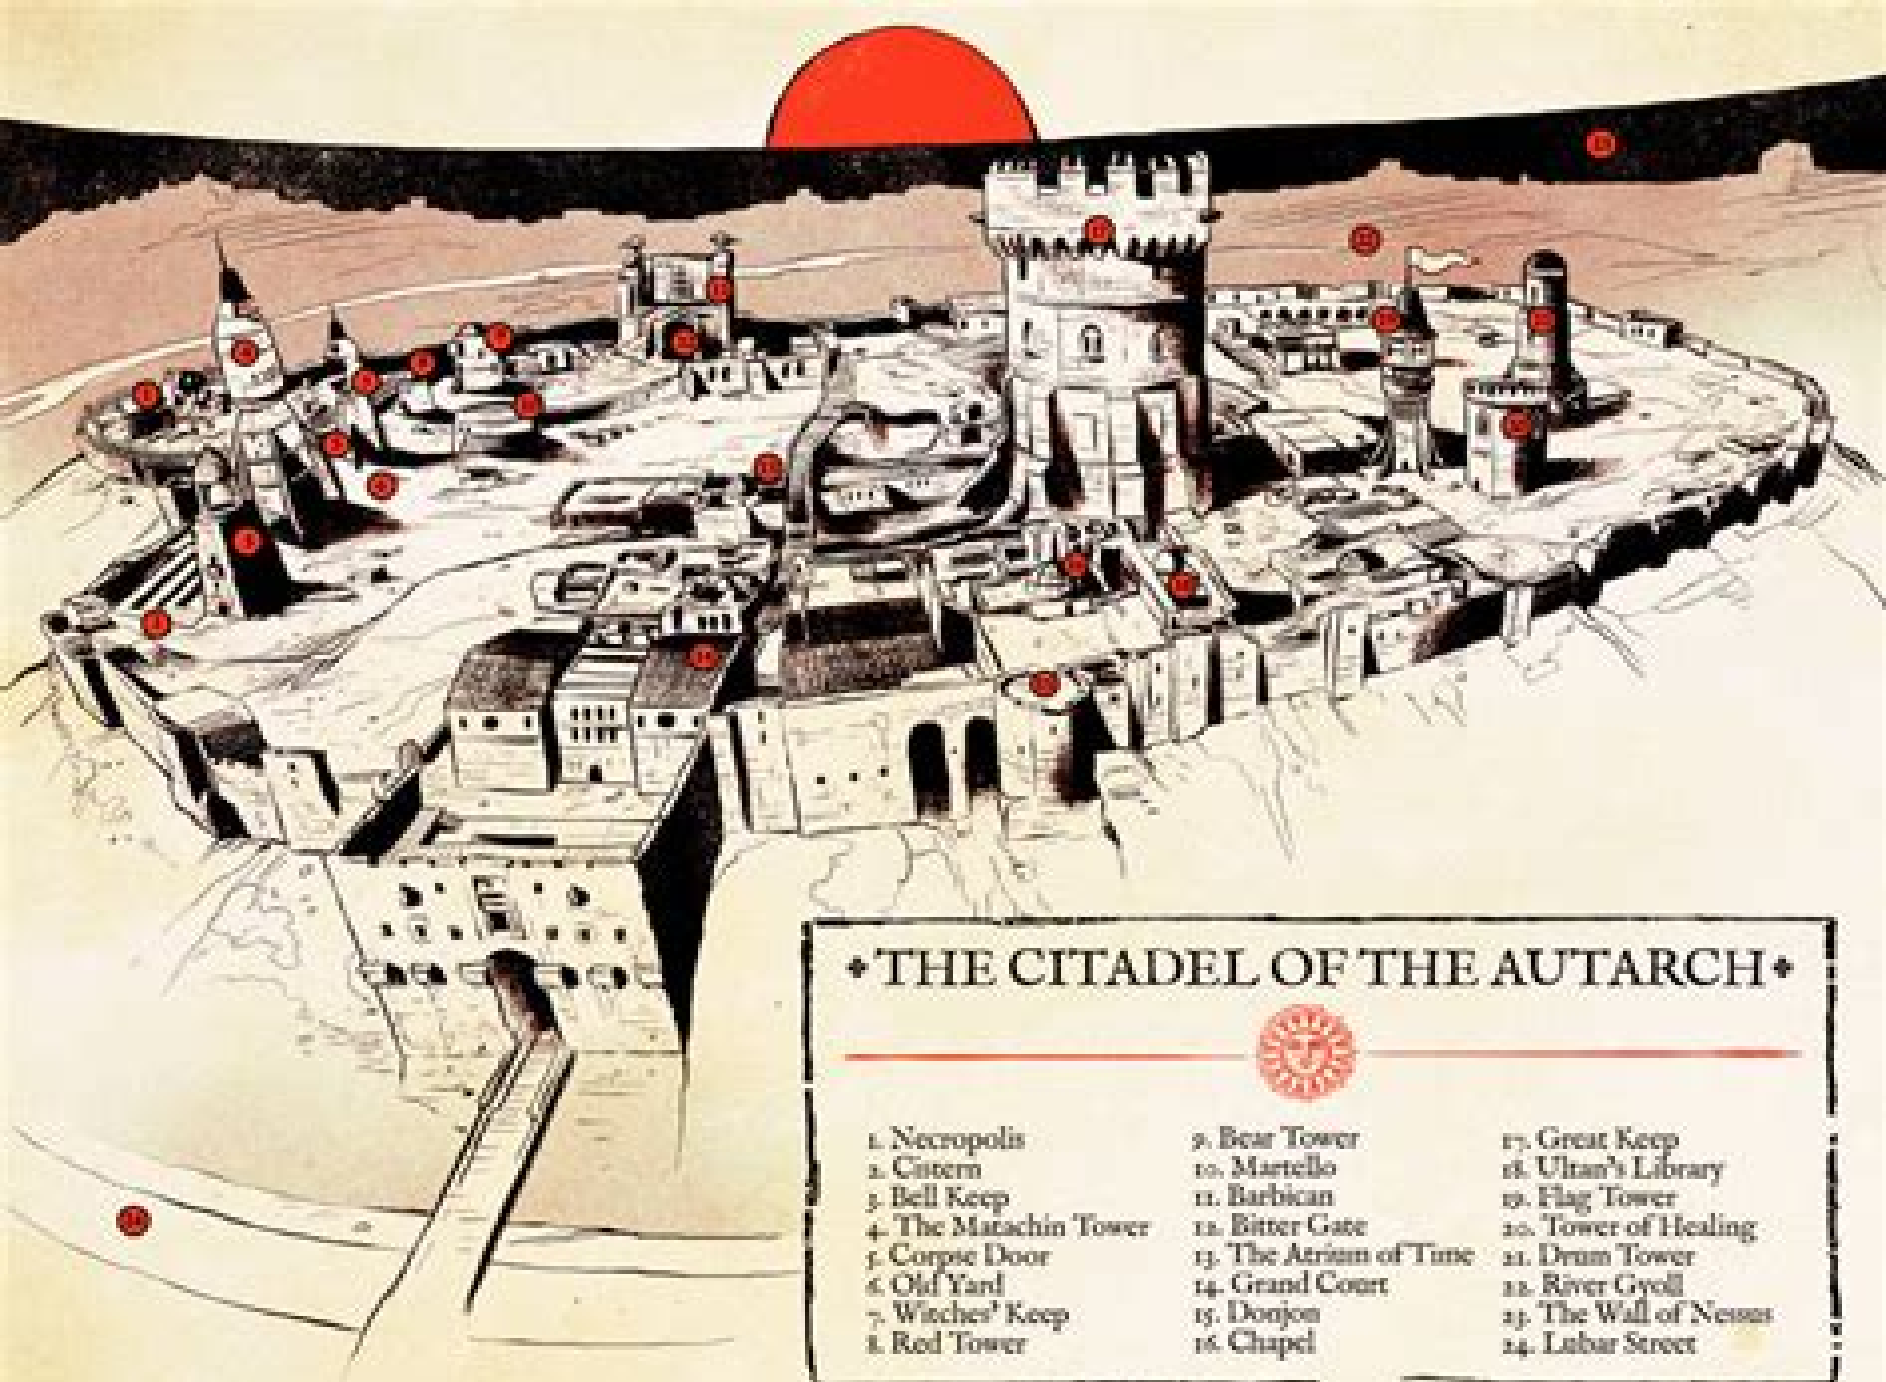 THE CITADEL OF THE AUTARCH
1. Necropolis
2. Cistern
3. Bell Keep
4. The Matachin Tower
5. Corpse Door
6. Old Yard
7. Witches' Keep
8. Red Tower
9. Bear Tower
10. Martello
11. Barbican
12. Bitter Gate
13. The Atrium of Time
14. Grand Court
15. Donjon
16. Chapel
17. Great Keep
18. Ultan's Library
19. Flag Tower
20. Tower of Healing
21. Drum Tower
22. River Gyoll
23. The Wall of Nessus
24. Lubar Street